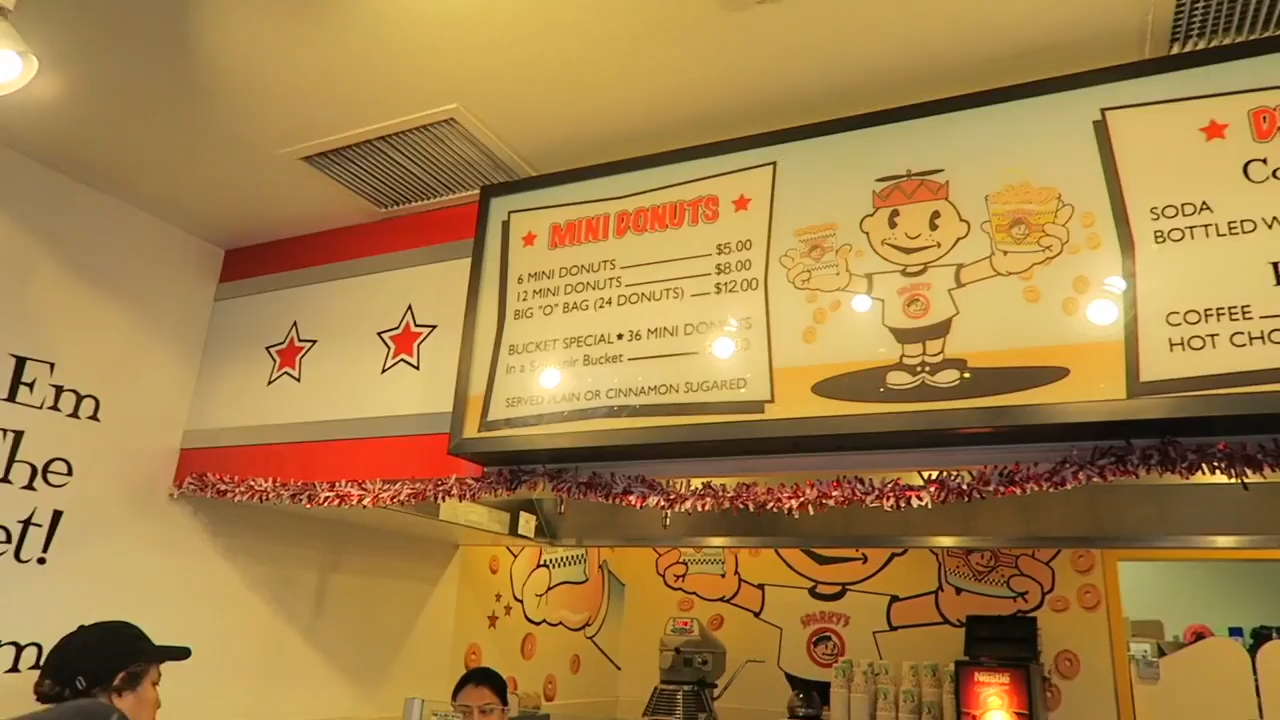 Em
The
et!
m
MINI DONUTS
6 MINI DONUTS $5.00
12 MINI DONUTS $8.00
BIG "O" BAG (24 DONUTS) $12.00
BUCKET SPECIAL 36 MINI DONUTS
In a Souvenir Bucket
SERVED PLAIN OR CINNAMON SUGARED
SPARKY'S
SODA
BOTTLED W
COFFEE
HOT CHO
SPARKY'S
Nestle